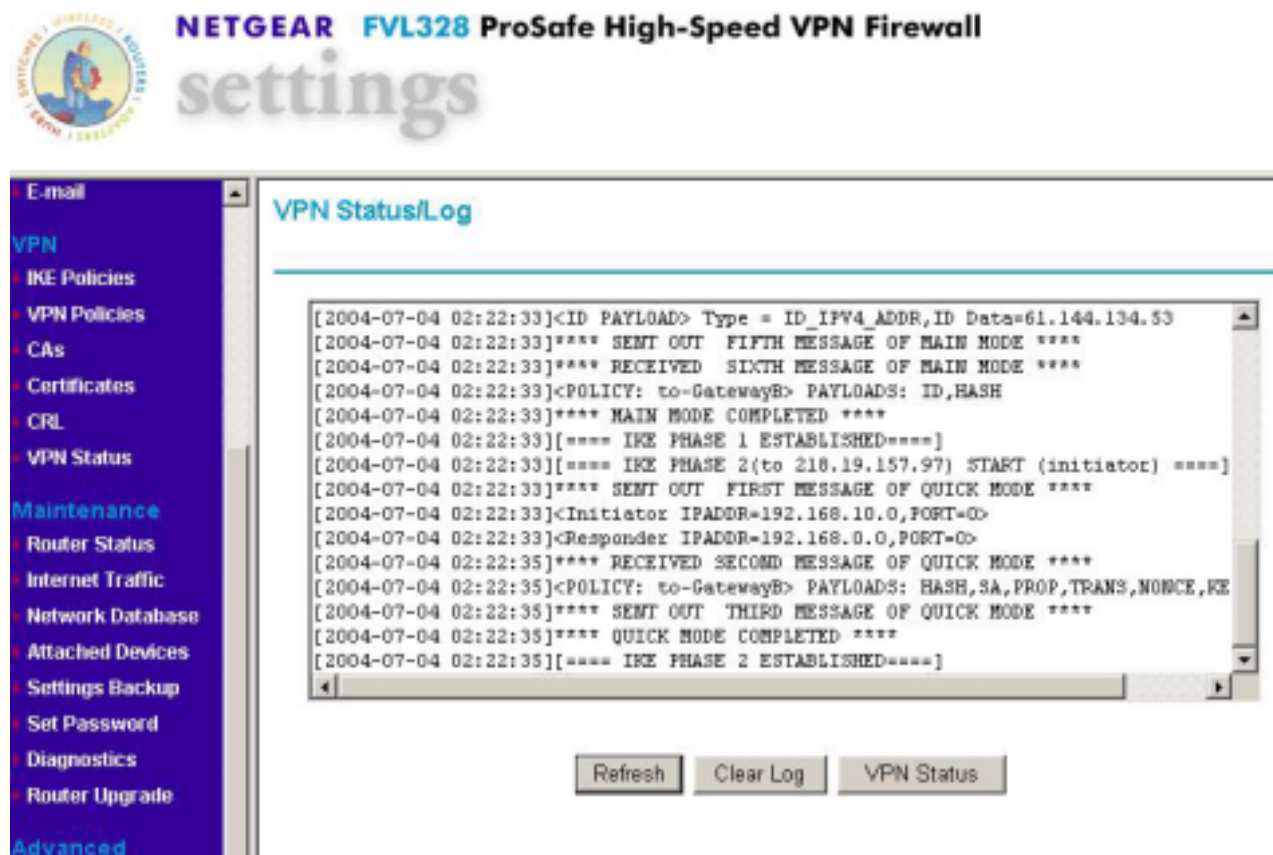 WIRELESS | ROUTERS | ADAPTERS | HUBS | SWITCHES
NETGEAR FVL328 ProSafe High-Speed VPN Firewall
settings
E-mail
VPN
IKE Policies
VPN Policies
CAs
Certificates
CRL
VPN Status
Maintenance
Router Status
Internet Traffic
Network Database
Attached Devices
Settings Backup
Set Password
Diagnostics
Router Upgrade
Advanced
VPN Status/Log
[2004-07-04 02:22:33]<ID PAYLOAD> Type = ID_IPV4_ADDR,ID Data=61.144.134.53
[2004-07-04 02:22:33]**** SENT OUT  FIFTH MESSAGE OF MAIN MODE ****
[2004-07-04 02:22:33]**** RECEIVED  SIXTH MESSAGE OF MAIN MODE ****
[2004-07-04 02:22:33]<POLICY: to-GatewayB> PAYLOADS: ID,HASH
[2004-07-04 02:22:33]**** MAIN MODE COMPLETED ****
[2004-07-04 02:22:33][==== IKE PHASE 1 ESTABLISHED====]
[2004-07-04 02:22:33][==== IKE PHASE 2(to 218.19.157.97) START (initiator) ====]
[2004-07-04 02:22:33]**** SENT OUT  FIRST MESSAGE OF QUICK MODE ****
[2004-07-04 02:22:33]<Initiator IPADDR=192.168.10.0,PORT=0>
[2004-07-04 02:22:33]<Responder IPADDR=192.168.0.0,PORT=0>
[2004-07-04 02:22:35]**** RECEIVED SECOND MESSAGE OF QUICK MODE ****
[2004-07-04 02:22:35]<POLICY: to-GatewayB> PAYLOADS: HASH,SA,PROP,TRANS,NONCE,KE
[2004-07-04 02:22:35]**** SENT OUT  THIRD MESSAGE OF QUICK MODE ****
[2004-07-04 02:22:35]**** QUICK MODE COMPLETED ****
[2004-07-04 02:22:35][==== IKE PHASE 2 ESTABLISHED====]
Refresh
Clear Log
VPN Status